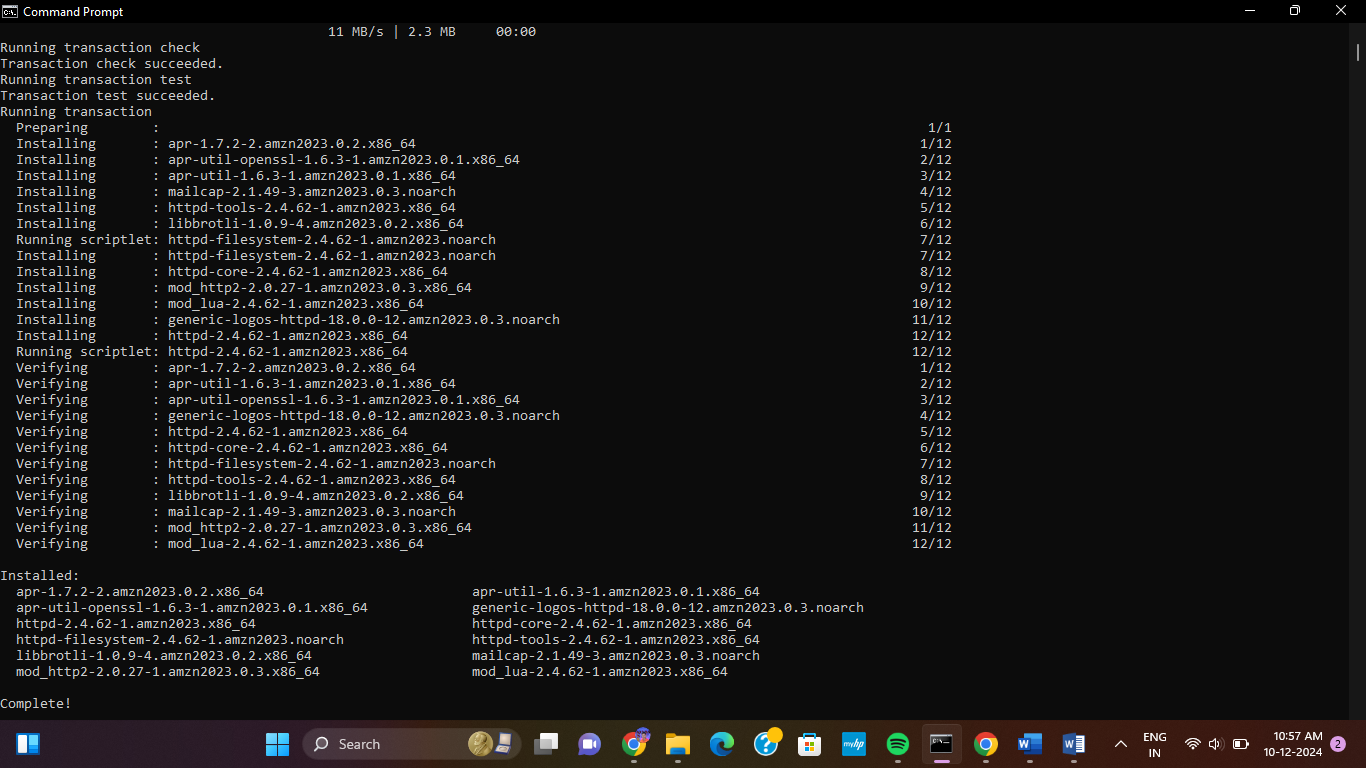 Command Prompt
11 MB/s | 2.3 MB     00:00
Running transaction check
Transaction check succeeded.
Running transaction test
Transaction test succeeded.
Running transaction
  Preparing        :                                                                                                1/1
  Installing       : apr-1.7.2-2.amzn2023.0.2.x86_64                                                               1/12
  Installing       : apr-util-openssl-1.6.3-1.amzn2023.0.1.x86_64                                                  2/12
  Installing       : apr-util-1.6.3-1.amzn2023.0.1.x86_64                                                          3/12
  Installing       : mailcap-2.1.49-3.amzn2023.0.3.noarch                                                          4/12
  Installing       : httpd-tools-2.4.62-1.amzn2023.x86_64                                                          5/12
  Installing       : libbrotli-1.0.9-4.amzn2023.0.2.x86_64                                                         6/12
  Running scriptlet: httpd-filesystem-2.4.62-1.amzn2023.noarch                                                     7/12
  Installing       : httpd-filesystem-2.4.62-1.amzn2023.noarch                                                     7/12
  Installing       : httpd-core-2.4.62-1.amzn2023.x86_64                                                           8/12
  Installing       : mod_http2-2.0.27-1.amzn2023.0.3.x86_64                                                        9/12
  Installing       : mod_lua-2.4.62-1.amzn2023.x86_64                                                             10/12
  Installing       : generic-logos-httpd-18.0.0-12.amzn2023.0.3.noarch                                            11/12
  Installing       : httpd-2.4.62-1.amzn2023.x86_64                                                               12/12
  Running scriptlet: httpd-2.4.62-1.amzn2023.x86_64                                                               12/12
  Verifying        : apr-1.7.2-2.amzn2023.0.2.x86_64                                                               1/12
  Verifying        : apr-util-1.6.3-1.amzn2023.0.1.x86_64                                                          2/12
  Verifying        : apr-util-openssl-1.6.3-1.amzn2023.0.1.x86_64                                                  3/12
  Verifying        : generic-logos-httpd-18.0.0-12.amzn2023.0.3.noarch                                             4/12
  Verifying        : httpd-2.4.62-1.amzn2023.x86_64                                                                5/12
  Verifying        : httpd-core-2.4.62-1.amzn2023.x86_64                                                           6/12
  Verifying        : httpd-filesystem-2.4.62-1.amzn2023.noarch                                                     7/12
  Verifying        : httpd-tools-2.4.62-1.amzn2023.x86_64                                                          8/12
  Verifying        : libbrotli-1.0.9-4.amzn2023.0.2.x86_64                                                         9/12
  Verifying        : mailcap-2.1.49-3.amzn2023.0.3.noarch                                                         10/12
  Verifying        : mod_http2-2.0.27-1.amzn2023.0.3.x86_64                                                       11/12
  Verifying        : mod_lua-2.4.62-1.amzn2023.x86_64                                                             12/12
Installed:
  apr-1.7.2-2.amzn2023.0.2.x86_64                          apr-util-1.6.3-1.amzn2023.0.1.x86_64
  apr-util-openssl-1.6.3-1.amzn2023.0.1.x86_64             generic-logos-httpd-18.0.0-12.amzn2023.0.3.noarch
  httpd-2.4.62-1.amzn2023.x86_64                           httpd-core-2.4.62-1.amzn2023.x86_64
  httpd-filesystem-2.4.62-1.amzn2023.noarch                httpd-tools-2.4.62-1.amzn2023.x86_64
  libbrotli-1.0.9-4.amzn2023.0.2.x86_64                    mailcap-2.1.49-3.amzn2023.0.3.noarch
  mod_http2-2.0.27-1.amzn2023.0.3.x86_64                   mod_lua-2.4.62-1.amzn2023.x86_64
Complete!
Search
myhp
ENG
IN
10:57 AM
10-12-2024
2